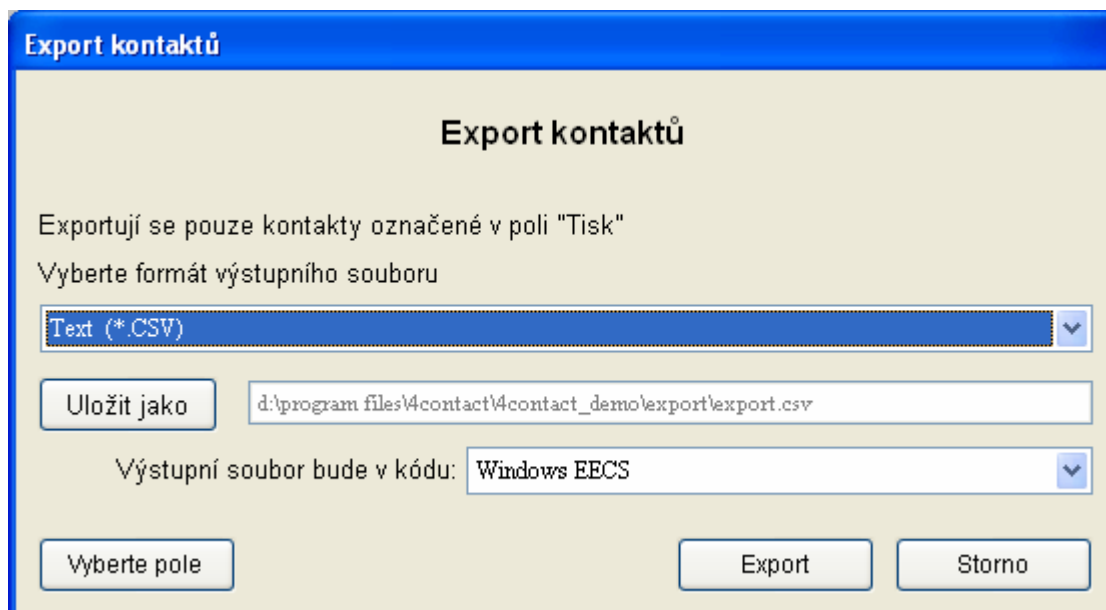 Export kontaktů
Export kontaktů
Exportují se pouze kontakty označené v poli "Tisk"
Vyberte formát výstupního souboru
Text (*.CSV)
Uložit jako d:\program files\4contact\4contact_demo\export\export.csv
Výstupní soubor bude v kódu: Windows EECS
Vyberte pole Export Storno